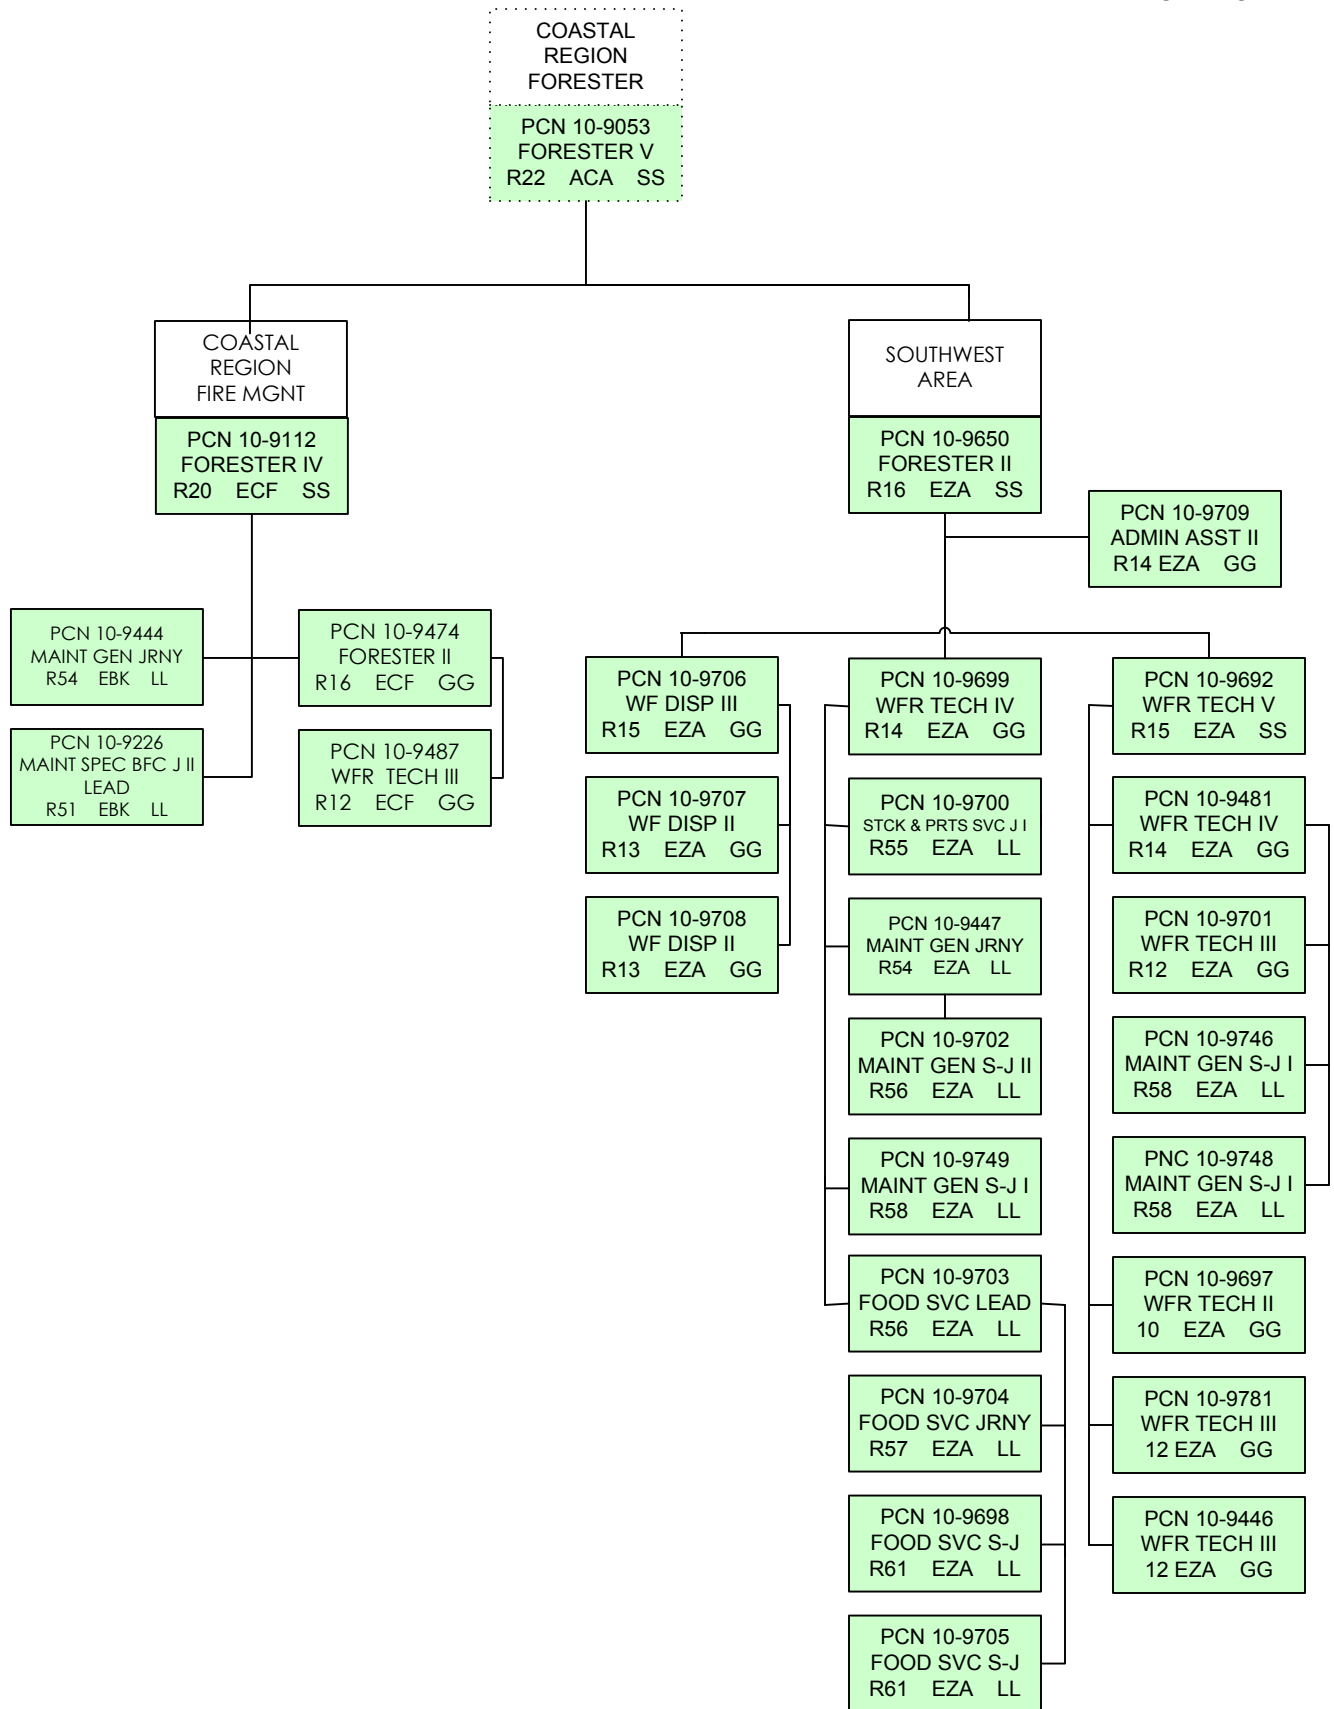 COASTAL
REGION
FORESTER
PCN 10-9053
FORESTER V
R22 ACA SS
COASTAL
REGION
FIRE MGNT
PCN 10-9112
FORESTER IV
R20 ECF SS
PCN 10-9444
MAINT GEN JRNY
R54 EBK LL
PCN 10-9226
MAINT SPEC BFC J II
LEAD
R51 EBK LL
PCN 10-9474
FORESTER II
R16 ECF GG
PCN 10-9487
WFR TECH III
R12 ECF GG
SOUTHWEST
AREA
PCN 10-9650
FORESTER II
R16 EZA SS
PCN 10-9709
ADMIN ASST II
R14 EZA GG
PCN 10-9706
WF DISP III
R15 EZA GG
PCN 10-9707
WF DISP II
R13 EZA GG
PCN 10-9708
WF DISP II
R13 EZA GG
PCN 10-9699
WFR TECH IV
R14 EZA GG
PCN 10-9700
STCK & PRTS SVC J I
R55 EZA LL
PCN 10-9447
MAINT GEN JRNY
R54 EZA LL
PCN 10-9702
MAINT GEN S-J II
R56 EZA LL
PCN 10-9749
MAINT GEN S-J I
R58 EZA LL
PCN 10-9703
FOOD SVC LEAD
R56 EZA LL
PCN 10-9704
FOOD SVC JRNY
R57 EZA LL
PCN 10-9698
FOOD SVC S-J
R61 EZA LL
PCN 10-9705
FOOD SVC S-J
R61 EZA LL
PCN 10-9692
WFR TECH V
R15 EZA SS
PCN 10-9481
WFR TECH IV
R14 EZA GG
PCN 10-9701
WFR TECH III
R12 EZA GG
PCN 10-9746
MAINT GEN S-J I
R58 EZA LL
PNC 10-9748
MAINT GEN S-J I
R58 EZA LL
PCN 10-9697
WFR TECH II
10 EZA GG
PCN 10-9781
WFR TECH III
12 EZA GG
PCN 10-9446
WFR TECH III
12 EZA GG